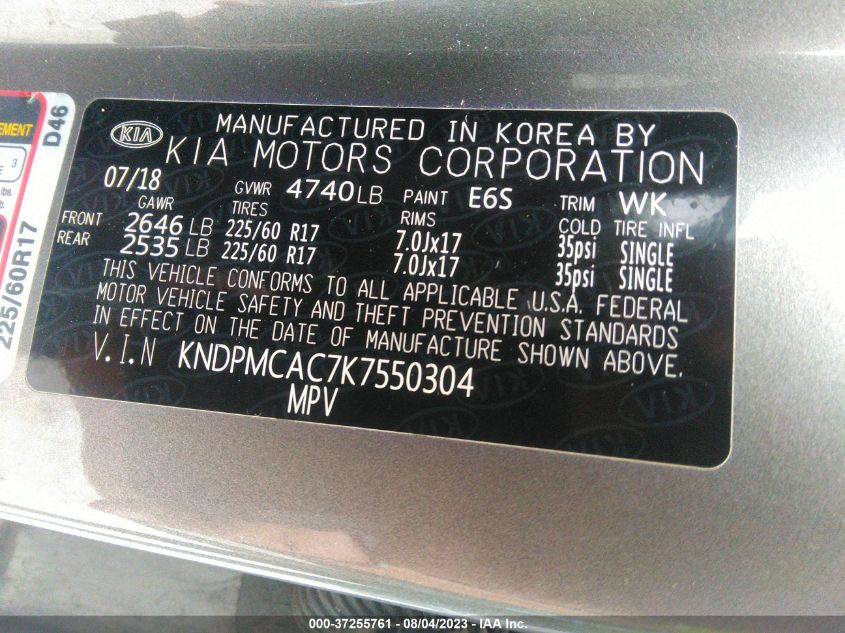 KIA
MANUFACTURED IN KOREA BY
KIA MOTORS CORPORATION
07/18 GVWR 4740LB PAINT E6S TRIM WK
GAWR TIRES RIMS COLD TIRE INFL
FRONT 2646 LB 225/60 R17 7.0Jx17 35psi SINGLE
REAR 2535 LB 225/60 R17 7.0Jx17 35psi SINGLE
THIS VEHICLE CONFORMS TO ALL APPLICABLE U.S.A. FEDERAL
MOTOR VEHICLE SAFETY AND THEFT PREVENTION STANDARDS
IN EFFECT ON THE DATE OF MANUFACTURE SHOWN ABOVE.
V.I.N KNDPMCAC7K7550304
MPV
D46
3
lbs.
225/60R17
© 000-37255761 - 08/04/2023 - IAA Inc.